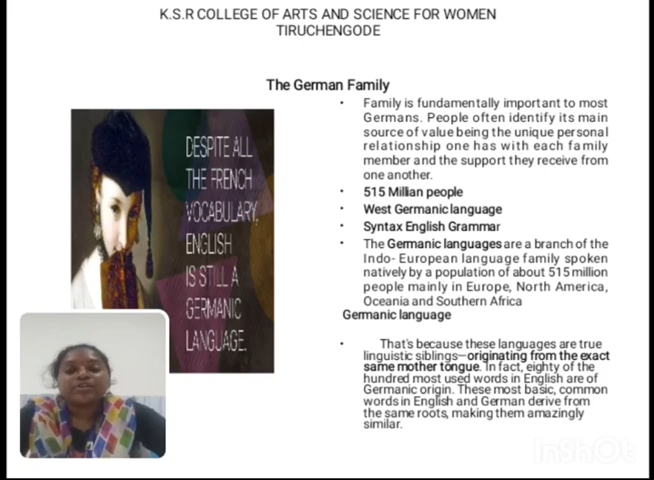 K.S.R COLLEGE OF ARTS AND SCIENCE FOR WOMEN
TIRUCHENGODE
The German Family
DESPITE ALL
THE FRENCH
VOCABULARY,
ENGLISH
IS STILL A
GERMANIC
LANGUAGE.
• Family is fundamentally important to most
Germans. People often identify its main
source of value being the unique personal
relationship one has with each family
member and the support they receive from
one another.
• 515 Millian people
• West Germanic language
• Syntax English Grammar
• The Germanic languages are a branch of the
Indo- European language family spoken
natively by a population of about 515 million
people mainly in Europe, North America,
Oceania and Southern Africa
Germanic language
• That's because these languages are true
linguistic siblings—originating from the exact
same mother tongue. In fact, eighty of the
hundred most used words in English are of
Germanic origin. These most basic, common
words in English and German derive from
the same roots, making them amazingly
similar.
InShOt